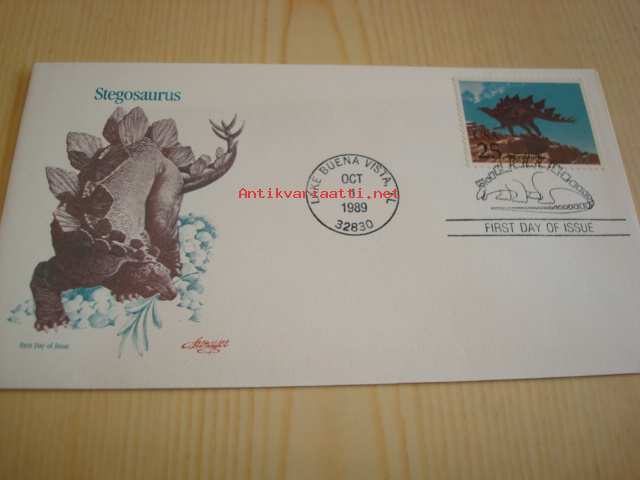 Stegosaurus
25
LAKE BUENA VISTA, FL
OCT
1
1989
32830
Antikvariaatti.net
FIRST DAY OF ISSUE
First Day of Issue